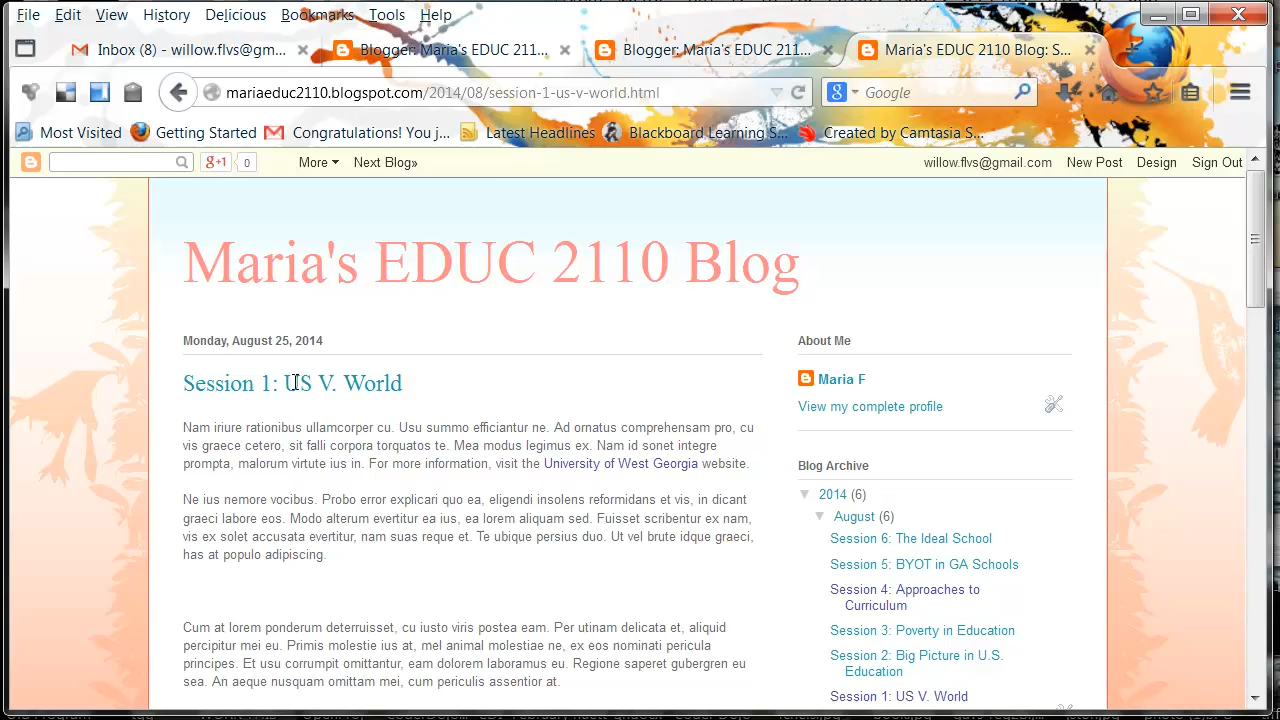 File Edit View History Delicious Bookmarks Tools Help
Inbox (8) - willow.flvs@gm... Blogger: Maria's EDUC 211... Blogger: Maria's EDUC 211... Maria's EDUC 2110 Blog: S...
mariaeduc2110.blogspot.com/2014/08/session-1-us-v-world.html Google
Most Visited Getting Started Congratulations! You j... Latest Headlines Blackboard Learning S... Created by Camtasia S...
g+1 0 More Next Blog» willow.flvs@gmail.com New Post Design Sign Out
Maria's EDUC 2110 Blog
Monday, August 25, 2014
Session 1: US V. World
Nam iriure rationibus ullamcorper cu. Usu summo efficiantur ne. Ad ornatus comprehensam pro, cu
vis graece cetero, sit falli corpora torquatos te. Mea modus legimus ex. Nam id sonet integre
prompta, malorum virtute ius in. For more information, visit the University of West Georgia website.
Ne ius nemore vocibus. Probo error explicari quo ea, eligendi insolens reformidans et vis, in dicant
graeci labore eos. Modo alterum evertitur ea ius, ea lorem aliquam sed. Fuisset scribentur ex nam,
vis ex solet accusata evertitur, nam suas reque et. Te ubique persius duo. Ut vel brute idque graeci,
has at populo adipiscing.
Cum at lorem ponderum deterruisset, cu iusto viris postea eam. Per utinam delicata et, aliquid
percipitur mei eu. Primis molestie ius at, mel animal molestiae ne, ex eos nominati pericula
principes. Et usu corrumpit omittantur, eam dolorem laboramus eu. Regione saperet gubergren eu
ea. An aeque nusquam omittam mei, cum periculis assentior at.
About Me
Maria F
View my complete profile
Blog Archive
2014 (6)
August (6)
Session 6: The Ideal School
Session 5: BYOT in GA Schools
Session 4: Approaches to
Curriculum
Session 3: Poverty in Education
Session 2: Big Picture in U.S.
Education
Session 1: US V. World